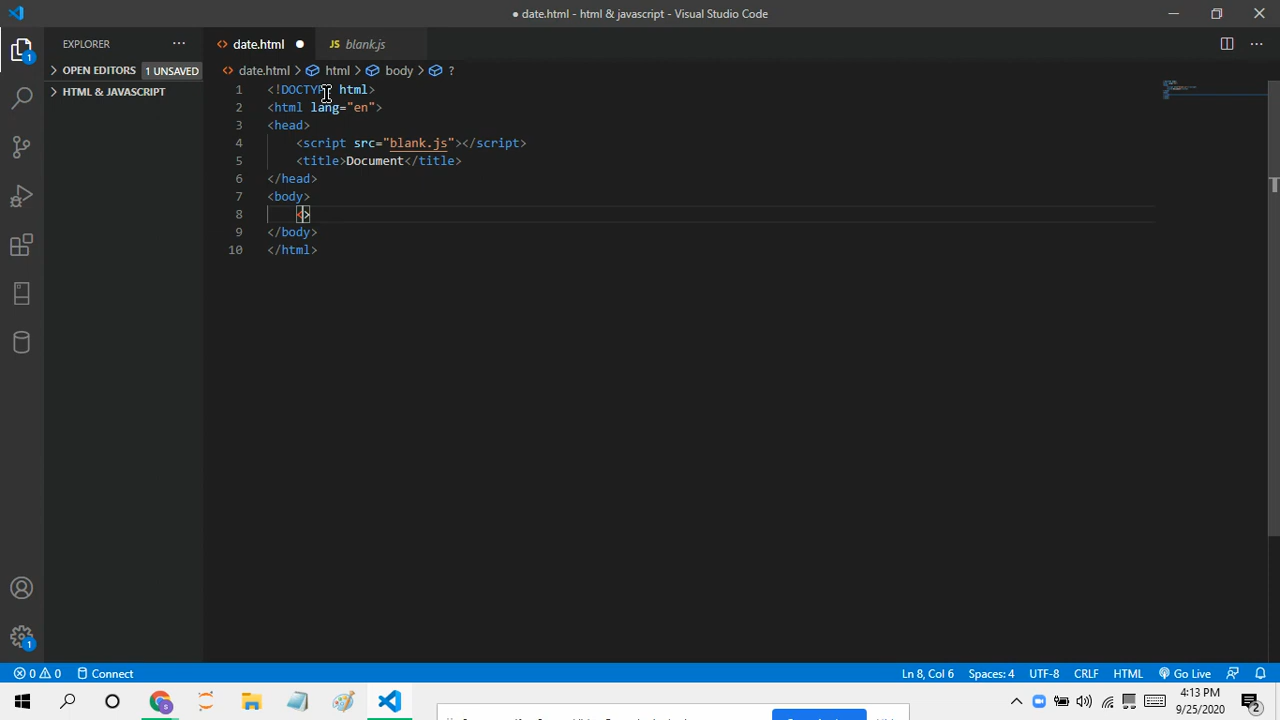 ● date.html - html & javascript - Visual Studio Code
EXPLORER
date.html
JS blank.js
OPEN EDITORS 1 UNSAVED
date.html > html > body > ?
HTML & JAVASCRIPT
1 <!DOCTYPE html>
2 <html lang="en">
3 <head>
4 <script src="blank.js"></script>
5 <title>Document</title>
6 </head>
7 <body>
8 <>
9 </body>
10 </html>
1
1
0 0 Connect
Ln 8, Col 6 Spaces: 4 UTF-8 CRLF HTML Go Live
4:13 PM
9/25/2020
2